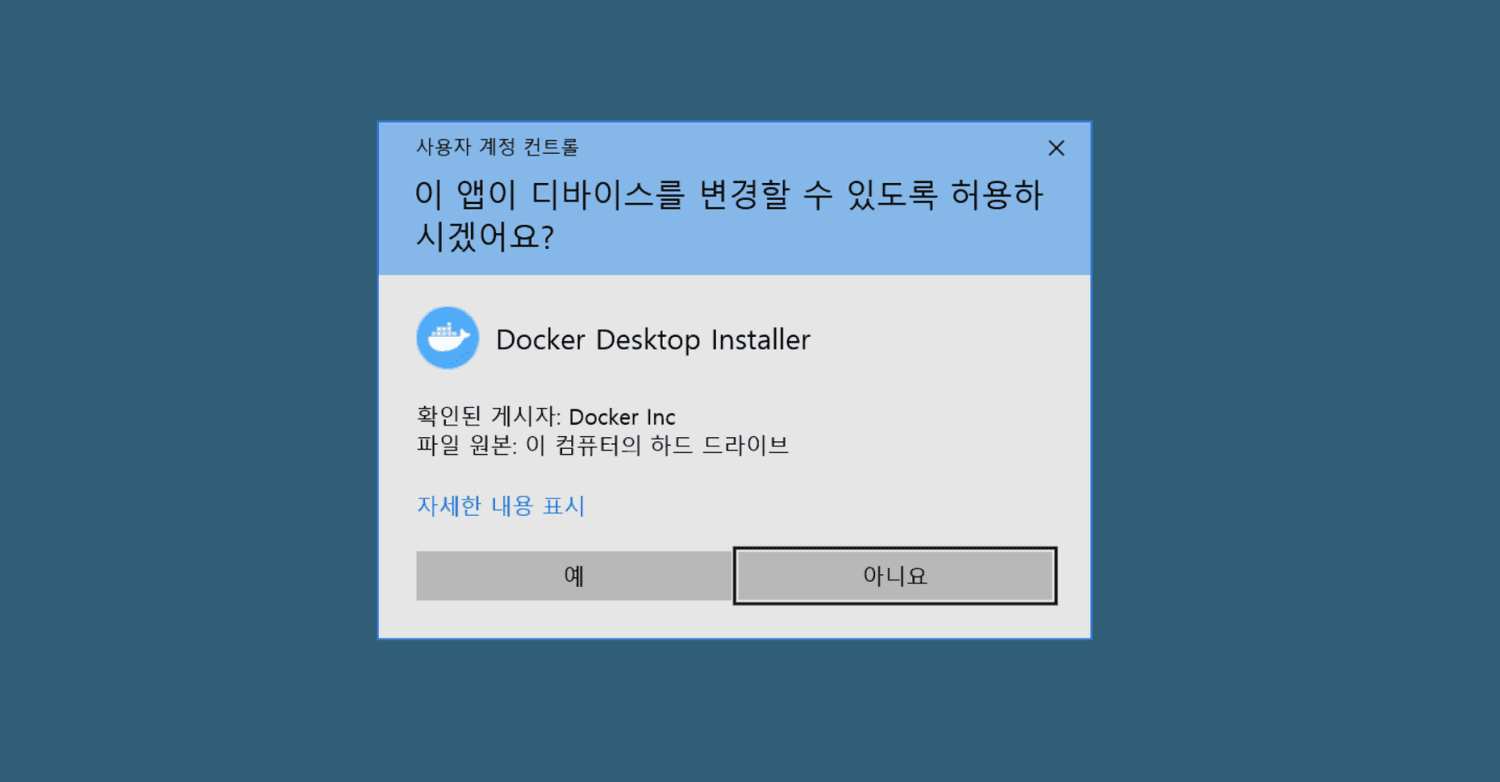 사용자 계정 컨트롤
이 앱이 디바이스를 변경할 수 있도록 허용하
시겠어요?
Docker Desktop Installer
확인된 게시자: Docker Inc
파일 원본: 이 컴퓨터의 하드 드라이브
자세한 내용 표시
예
아니요